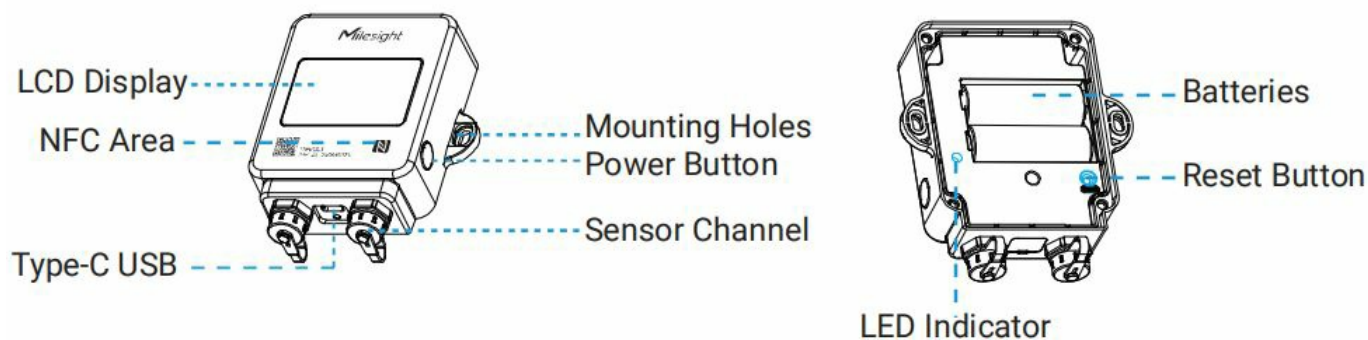 Milesight
LCD Display
NFC Area
Mounting Holes
Power Button
Sensor Channel
Type-C USB
Batteries
Reset Button
LED Indicator